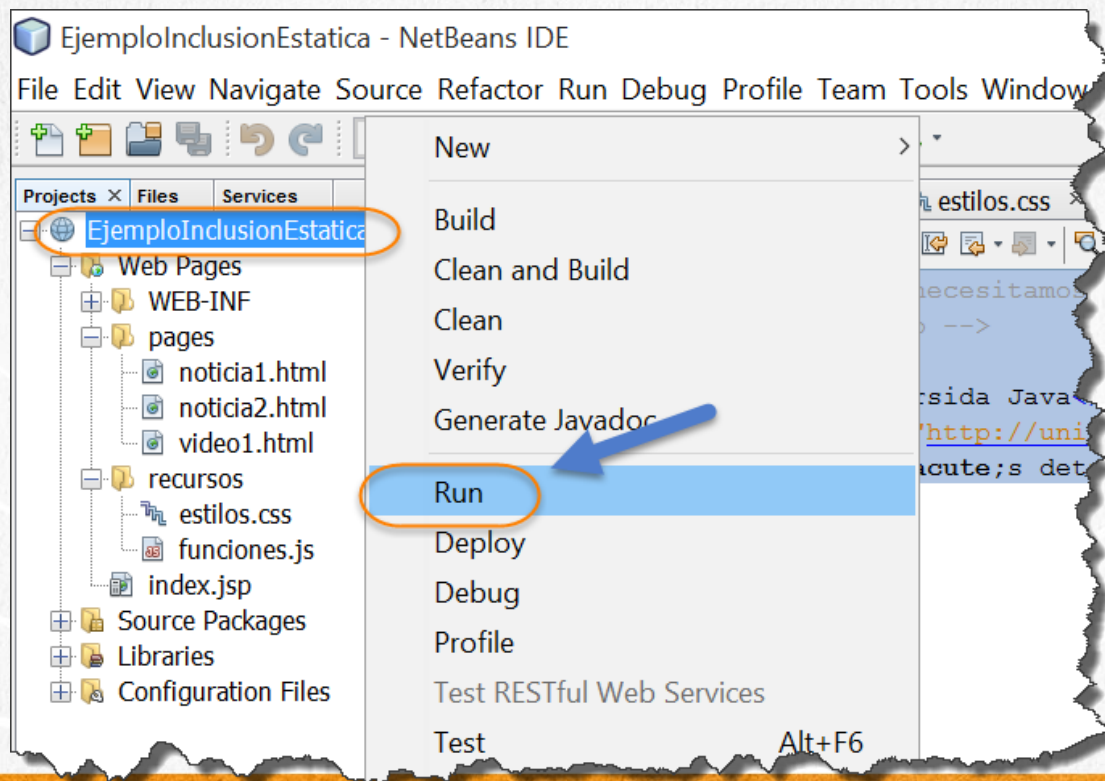 EjemploInclusionEstatica - NetBeans IDE
File Edit View Navigate Source Refactor Run Debug Profile Team Tools Window
Projects × Files Services
estilos.css
EjemploInclusionEstatica
Web Pages
WEB-INF
pages
noticia1.html
noticia2.html
video1.html
recursos
estilos.css
funciones.js
index.jsp
Source Packages
Libraries
Configuration Files
New
Build
Clean and Build
Clean
Verify
Generate Javadoc
Run
Deploy
Debug
Profile
Test RESTful Web Services
Test Alt+F6
necesitamos
-->
rsida Java
"http://uni
acute;s det